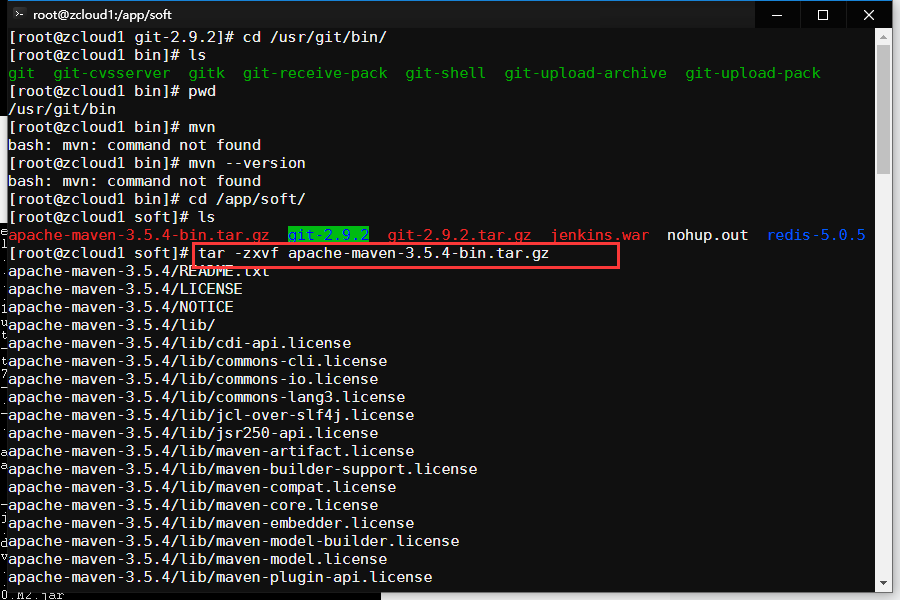 root@zcloud1:/app/soft
[root@zcloud1 git-2.9.2]# cd /usr/git/bin/
[root@zcloud1 bin]# ls
git  git-cvsserver  gitk  git-receive-pack  git-shell  git-upload-archive  git-upload-pack
[root@zcloud1 bin]# pwd
/usr/git/bin
[root@zcloud1 bin]# mvn
bash: mvn: command not found
[root@zcloud1 bin]# mvn --version
bash: mvn: command not found
[root@zcloud1 bin]# cd /app/soft/
[root@zcloud1 soft]# ls
apache-maven-3.5.4-bin.tar.gz  git-2.9.2  git-2.9.2.tar.gz  jenkins.war  nohup.out  redis-5.0.5
[root@zcloud1 soft]# tar -zxvf apache-maven-3.5.4-bin.tar.gz
apache-maven-3.5.4/README.txt
apache-maven-3.5.4/LICENSE
apache-maven-3.5.4/NOTICE
apache-maven-3.5.4/lib/
apache-maven-3.5.4/lib/cdi-api.license
apache-maven-3.5.4/lib/commons-cli.license
apache-maven-3.5.4/lib/commons-io.license
apache-maven-3.5.4/lib/commons-lang3.license
apache-maven-3.5.4/lib/jcl-over-slf4j.license
apache-maven-3.5.4/lib/jsr250-api.license
apache-maven-3.5.4/lib/maven-artifact.license
apache-maven-3.5.4/lib/maven-builder-support.license
apache-maven-3.5.4/lib/maven-compat.license
apache-maven-3.5.4/lib/maven-core.license
apache-maven-3.5.4/lib/maven-embedder.license
apache-maven-3.5.4/lib/maven-model-builder.license
apache-maven-3.5.4/lib/maven-model.license
apache-maven-3.5.4/lib/maven-plugin-api.license